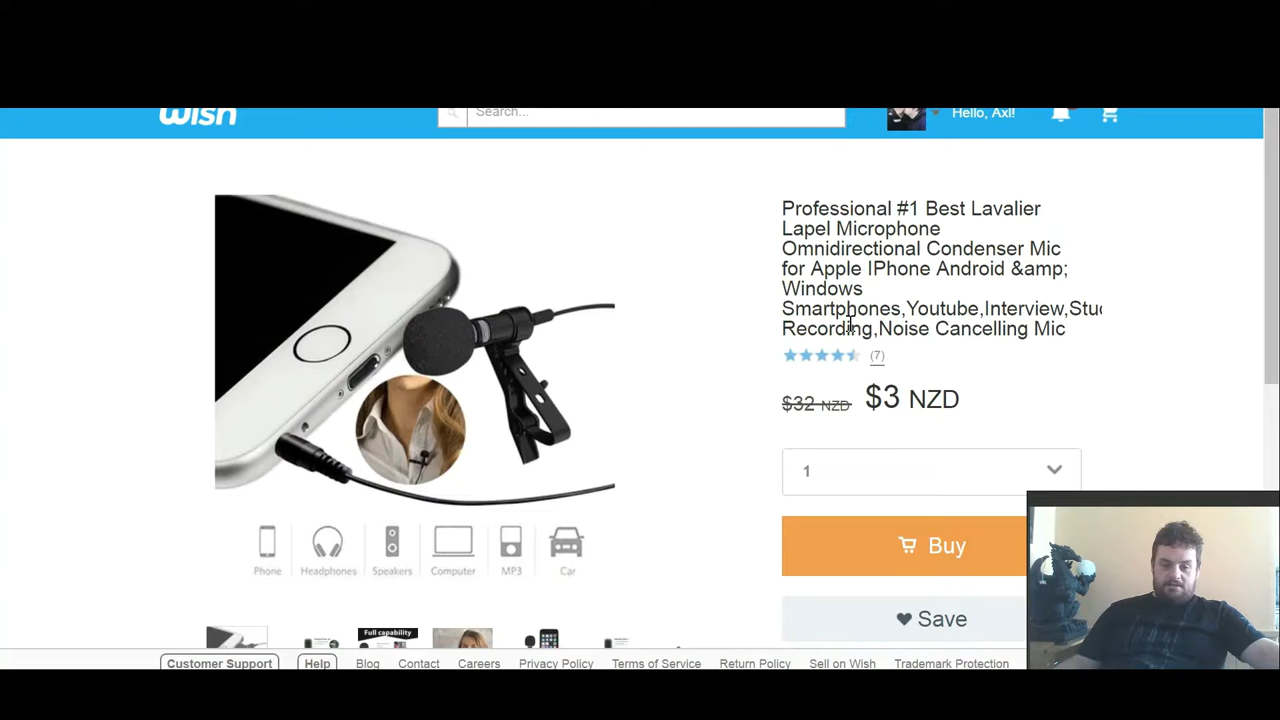 wish
Search...
Hello, Axl!
Professional #1 Best Lavalier
Lapel Microphone
Omnidirectional Condenser Mic
for Apple IPhone Android &amp;
Windows
Smartphones,Youtube,Interview,Stuc
Recording,Noise Cancelling Mic
(7)
$32 NZD $3 NZD
1
Buy
Save
Phone Headphones Speakers Computer MP3 Car
Full capability
Customer Support Help Blog Contact Careers Privacy Policy Terms of Service Return Policy Sell on Wish Trademark Protection